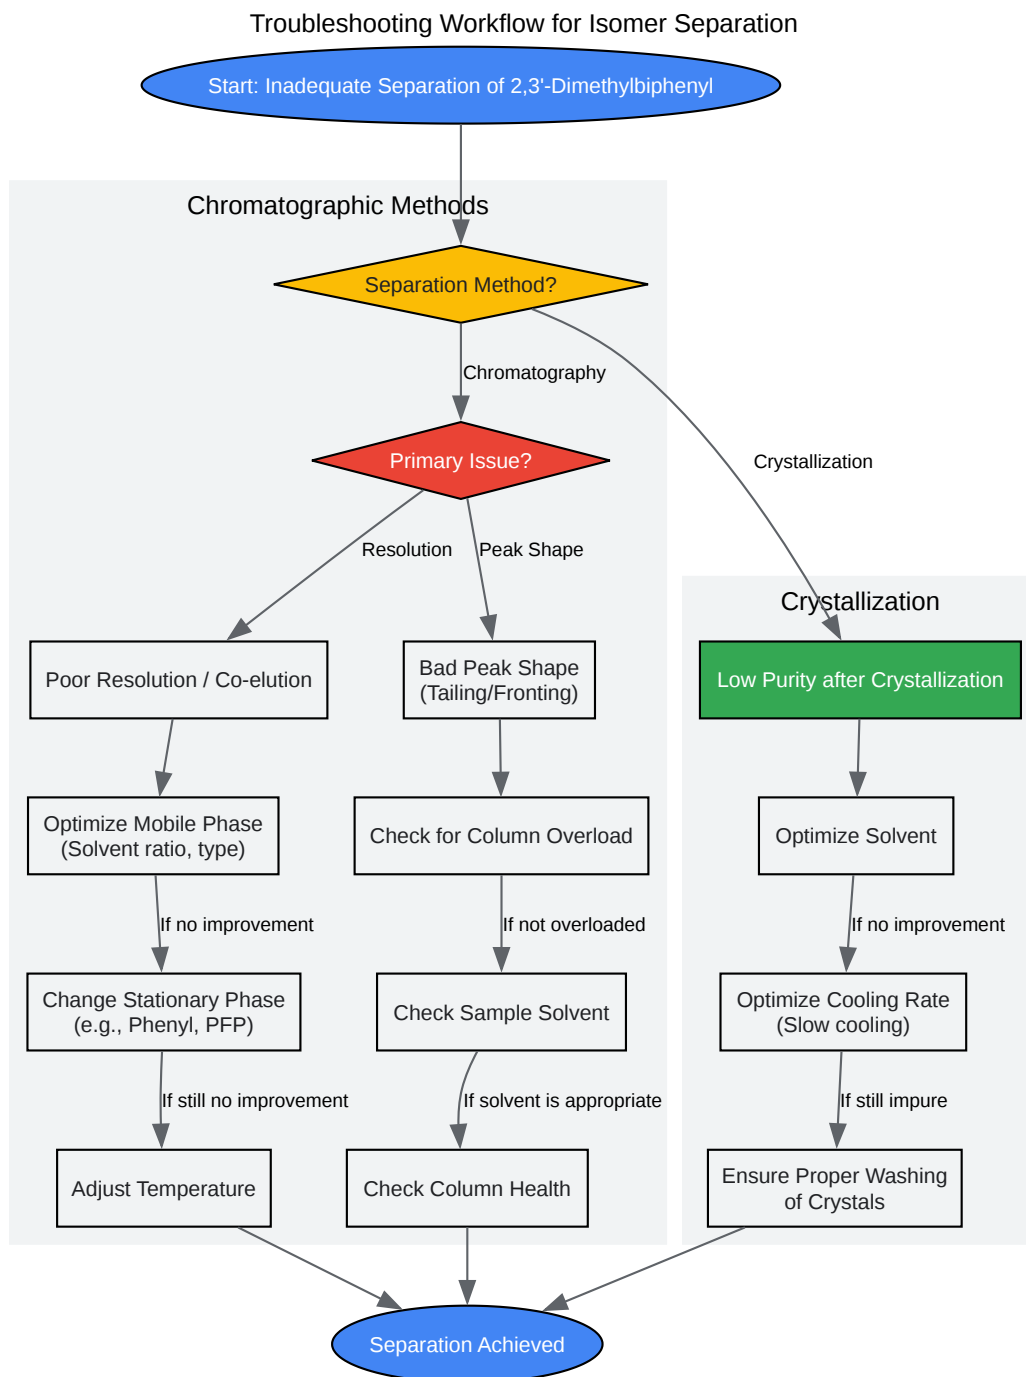 Troubleshooting Workflow for Isomer Separation
Start: Inadequate Separation of 2,3'-Dimethylbiphenyl
Chromatographic Methods
Separation Method?
Chromatography
Crystallization
Primary Issue?
Resolution
Peak Shape
Crystallization
Poor Resolution / Co-elution
Bad Peak Shape
(Tailing/Fronting)
Low Purity after Crystallization
Optimize Mobile Phase
(Solvent ratio, type)
Check for Column Overload
Optimize Solvent
If no improvement
If not overloaded
If no improvement
Change Stationary Phase
(e.g., Phenyl, PFP)
Check Sample Solvent
Optimize Cooling Rate
(Slow cooling)
If still no improvement
If solvent is appropriate
If still impure
Adjust Temperature
Check Column Health
Ensure Proper Washing
of Crystals
Separation Achieved